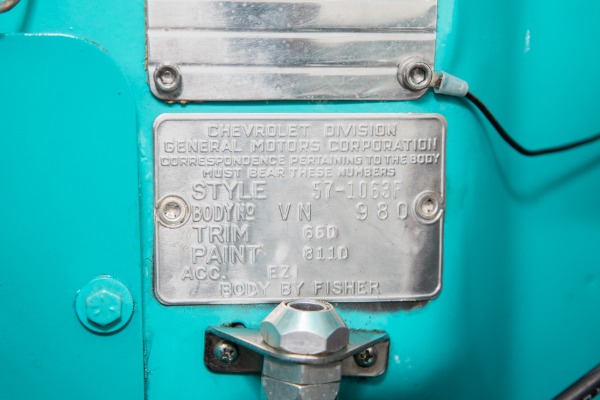 CHEVROLET DIVISION
GENERAL MOTORS CORPORATION
CORRESPONDENCE PERTAINING TO THE BODY
MUST BEAR THESE NUMBERS
STYLE 57-1063F
BODY Nº VN 980
TRIM 660
PAINT 811D
ACC. EZI
BODY BY FISHER